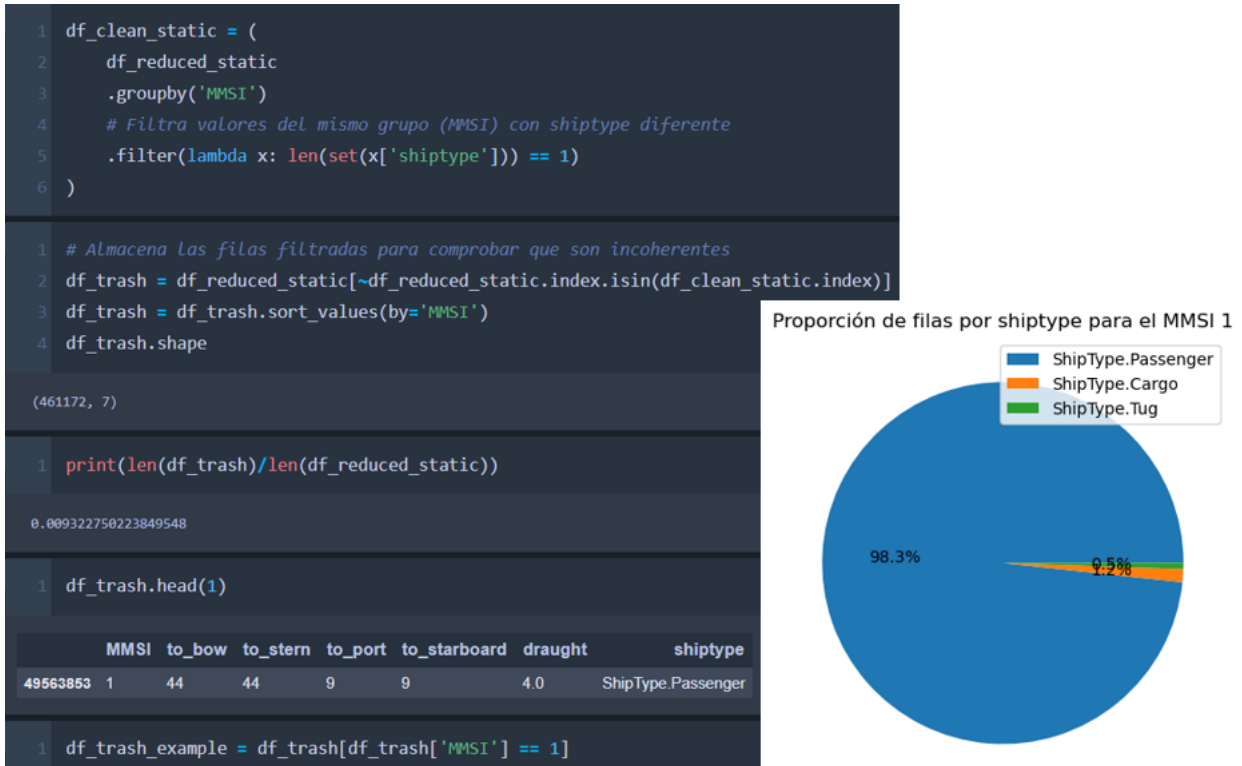 1 df_clean_static = (
2 df_reduced_static
3 .groupby('MMSI')
4 # Filtra valores del mismo grupo (MMSI) con shiptype diferente
5 .filter(lambda x: len(set(x['shiptype'])) == 1)
6 )
1 # Almacena las filas filtradas para comprobar que son incoherentes
2 df_trash = df_reduced_static[~df_reduced_static.index.isin(df_clean_static.index)]
3 df_trash = df_trash.sort_values(by='MMSI')
4 df_trash.shape
(461172, 7)
1 print(len(df_trash)/len(df_reduced_static))
0.009322750223849548
1 df_trash.head(1)
MMSI to_bow to_stern to_port to_starboard draught shiptype
49563853 1 44 44 9 9 4.0 ShipType.Passenger
1 df_trash_example = df_trash[df_trash['MMSI'] == 1]
Proporción de filas por shiptype para el MMSI 1
ShipType.Passenger
ShipType.Cargo
ShipType.Tug
98.3%
0.5%
1.2%